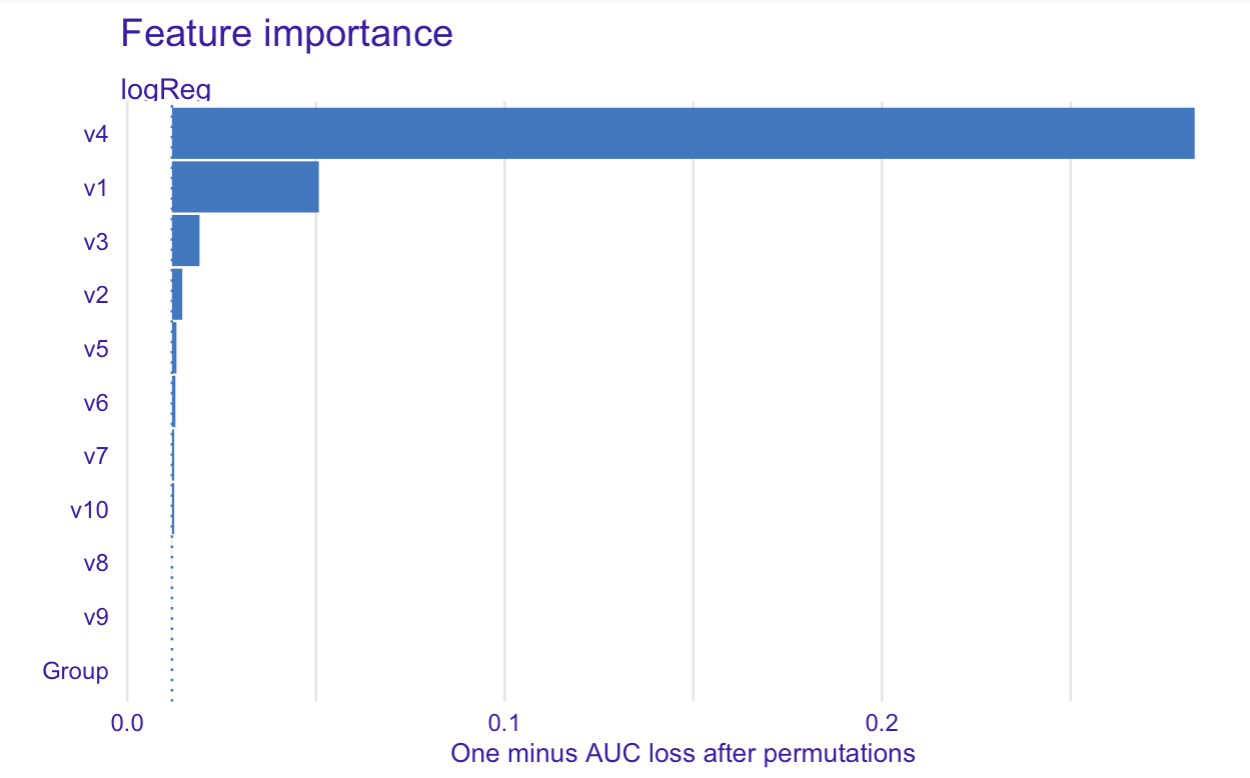 Feature importance
logReg
v4
v1
v3
v2
v5
v6
v7
v10
v8
v9
Group
0.0 0.1 0.2
One minus AUC loss after permutations